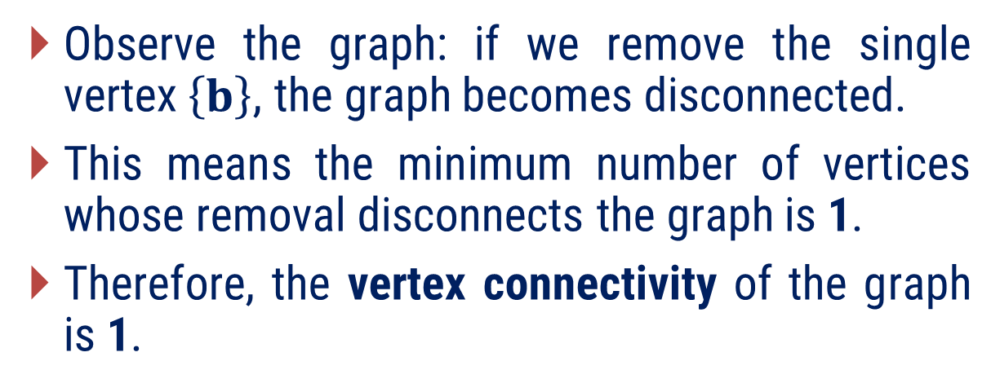 Observe the graph: if we remove the single
vertex {b}, the graph becomes disconnected.
This means the minimum number of vertices
whose removal disconnects the graph is 1.
Therefore, the vertex connectivity of the graph
is 1.